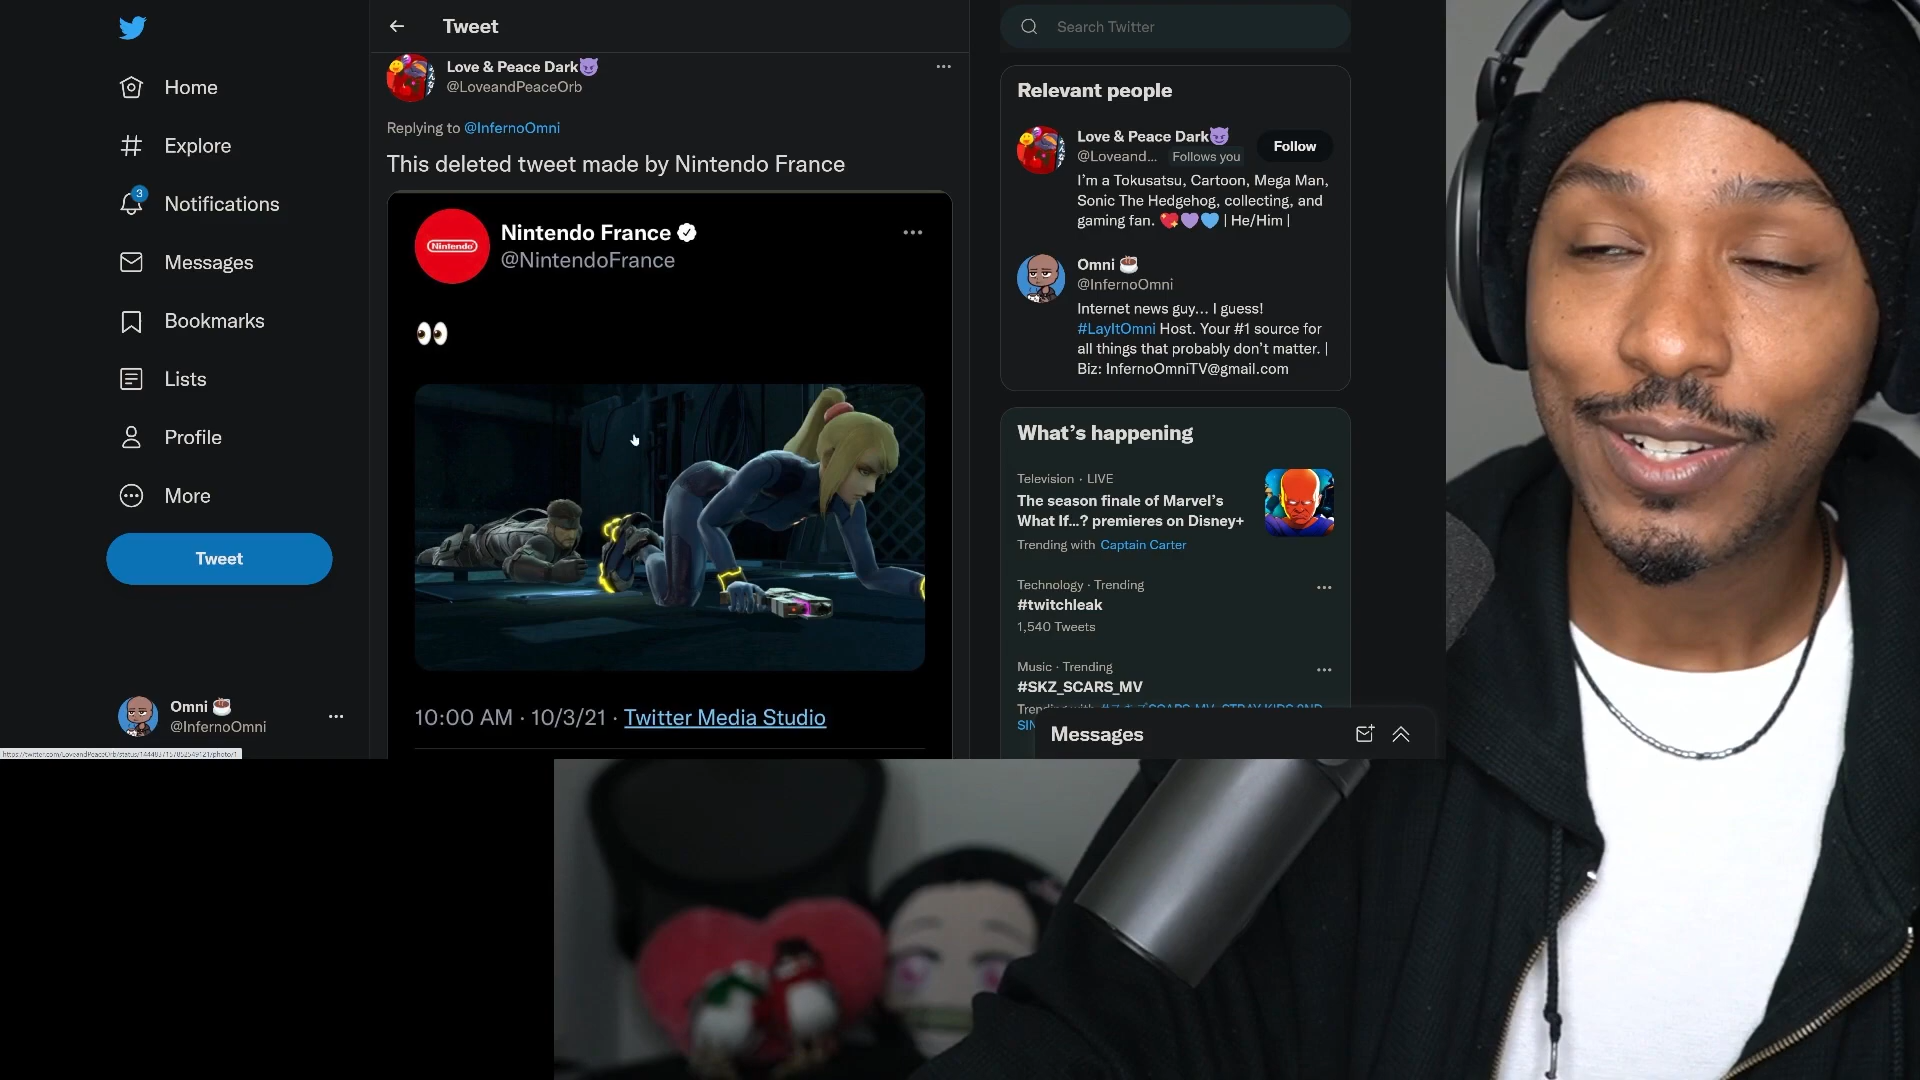 Home
Explore
3
Notifications
Messages
Bookmarks
Lists
Profile
More
Tweet
Omni
@InfernoOmni
Tweet
Love & Peace Dark
@LoveandPeaceOrb
Replying to @InfernoOmni
This deleted tweet made by Nintendo France
Nintendo
Nintendo France
@NintendoFrance
10:00 AM · 10/3/21 · Twitter Media Studio
Search Twitter
Relevant people
Love & Peace Dark
@Loveand... Follows you
Follow
I'm a Tokusatsu, Cartoon, Mega Man,
Sonic The Hedgehog, collecting, and
gaming fan. | He/Him |
Omni
@InfernoOmni
Internet news guy... I guess!
#LayItOmni Host. Your #1 source for
all things that probably don't matter. |
Biz: InfernoOmniTV@gmail.com
What's happening
Television · LIVE
The season finale of Marvel's
What If...? premieres on Disney+
Trending with Captain Carter
Technology · Trending
#twitchleak
1,540 Tweets
Music · Trending
#SKZ_SCARS_MV
Messages